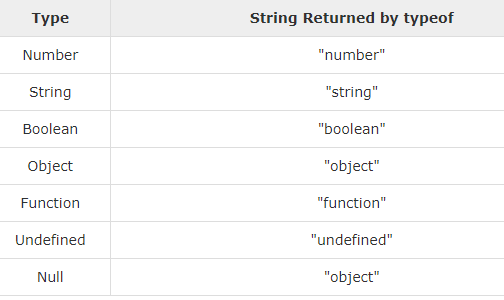 Type String Returned by typeof
Number "number"
String "string"
Boolean "boolean"
Object "object"
Function "function"
Undefined "undefined"
Null "object"